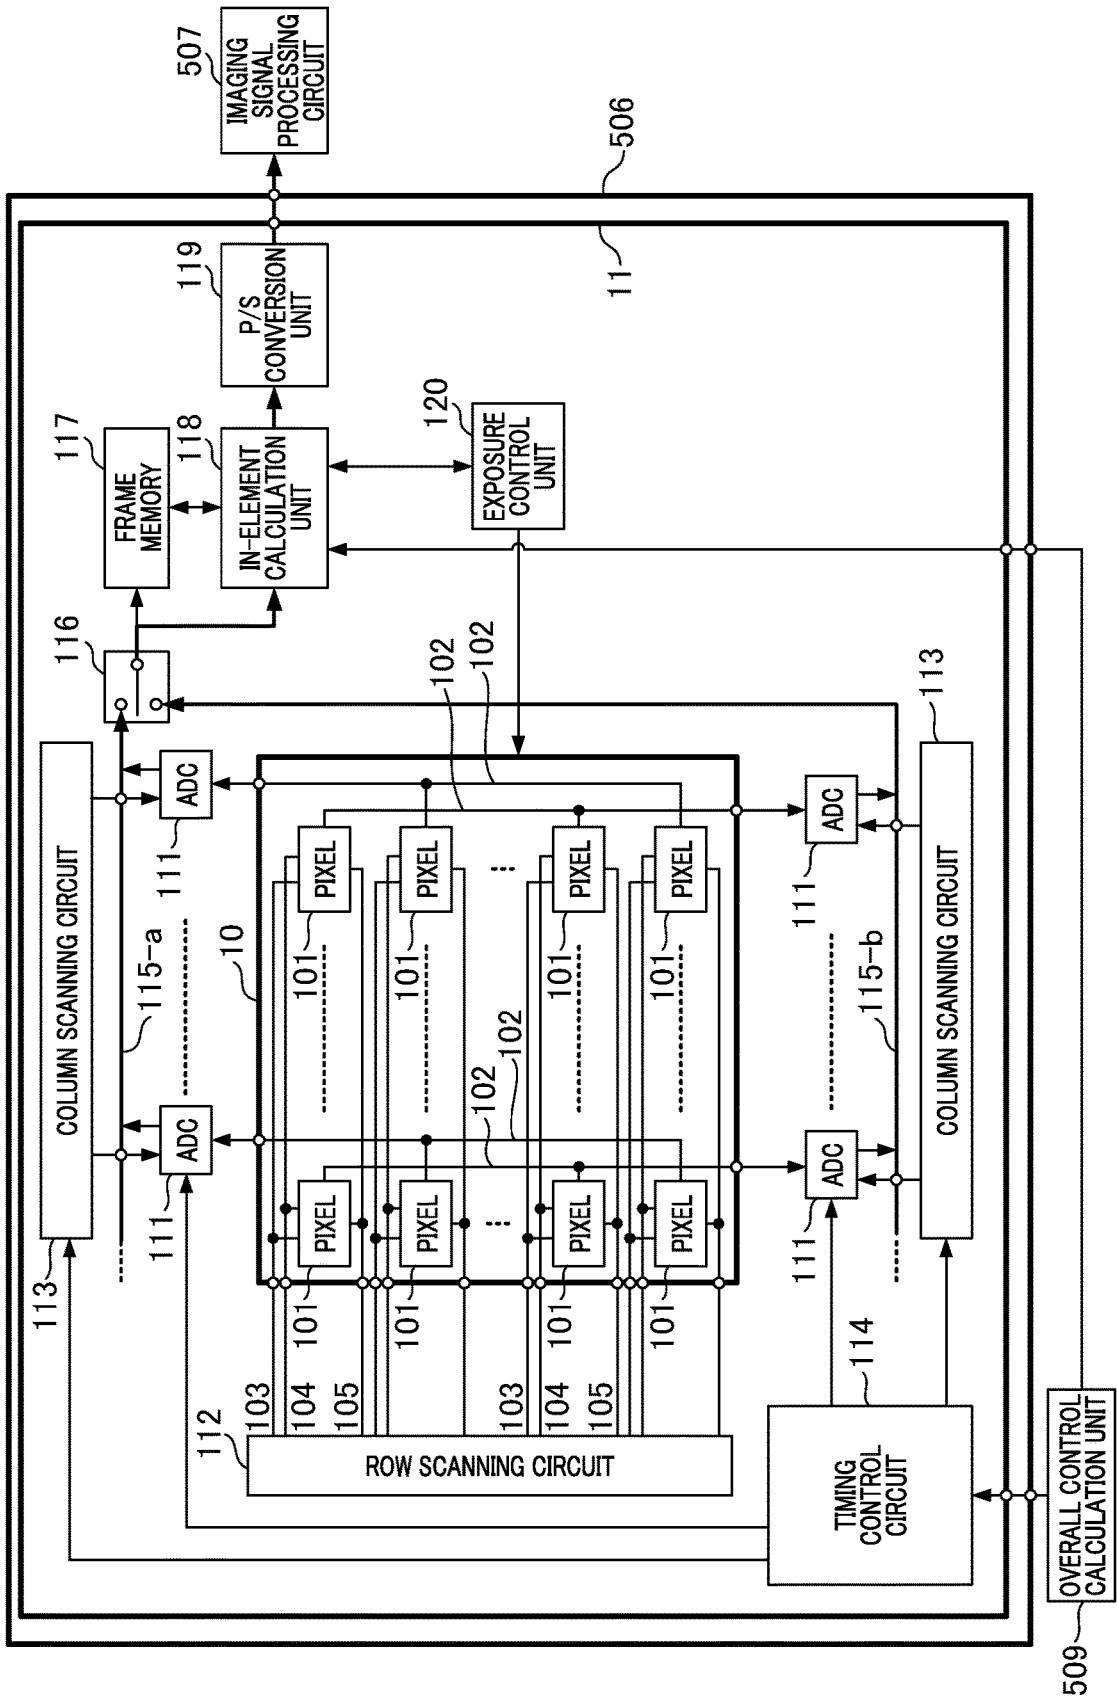 113
COLUMN SCANNING CIRCUIT
116
117
FRAME
MEMORY
115-a
111
ADC
111
ADC
118
IN-ELEMENT
CALCULATION
UNIT
119
P/S
CONVERSION
UNIT
507
IMAGING
SIGNAL
PROCESSING
CIRCUIT
112
ROW SCANNING CIRCUIT
10
103
104
105
101
PIXEL
101
PIXEL
101
PIXEL
101
PIXEL
102
102
102
102
120
EXPOSURE
CONTROL
UNIT
103
104
105
101
PIXEL
101
PIXEL
101
PIXEL
101
PIXEL
11
506
111
ADC
111
ADC
114
TIMING
CONTROL
CIRCUIT
115-b
113
COLUMN SCANNING CIRCUIT
509
OVERALL CONTROL
CALCULATION UNIT